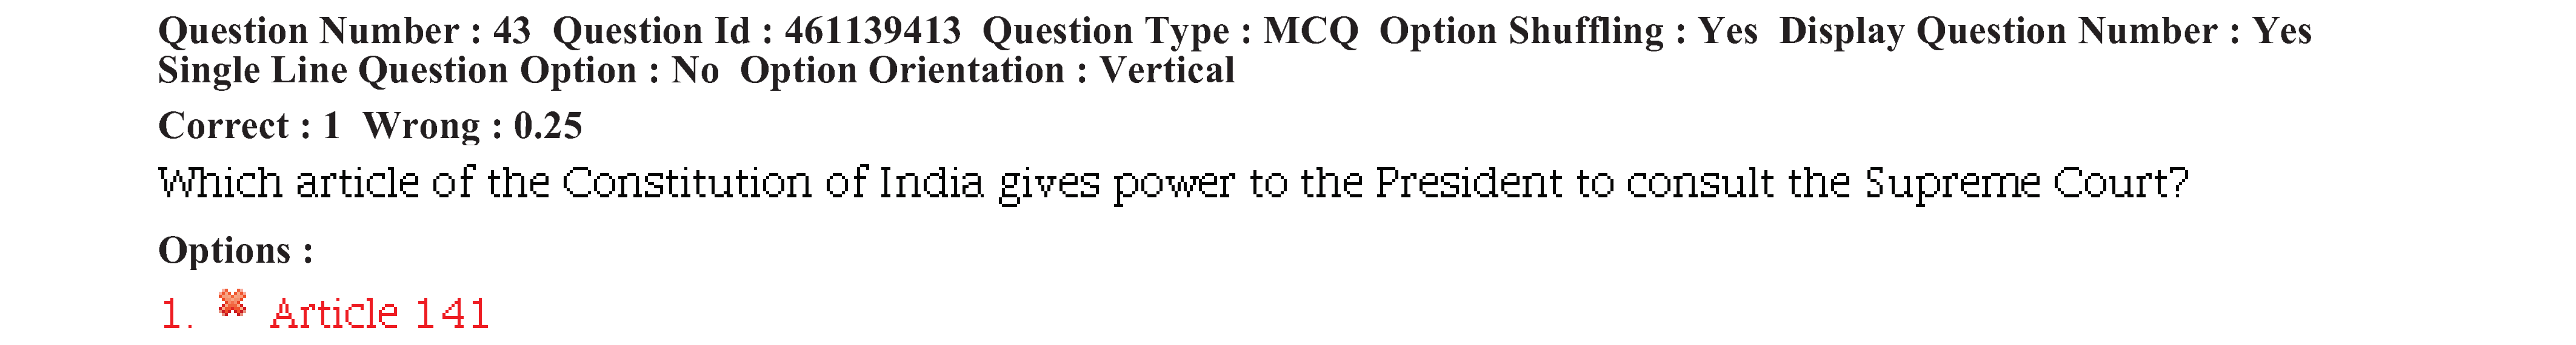 Question Number : 43 Question Id : 461139413 Question Type : MCQ Option Shuffling : Yes Display Question Number : Yes
Single Line Question Option : No Option Orientation : Vertical
Correct : 1 Wrong : 0.25
Which article of the Constitution of India gives power to the President to consult the Supreme Court?
Options :
1. ✖ Article 141